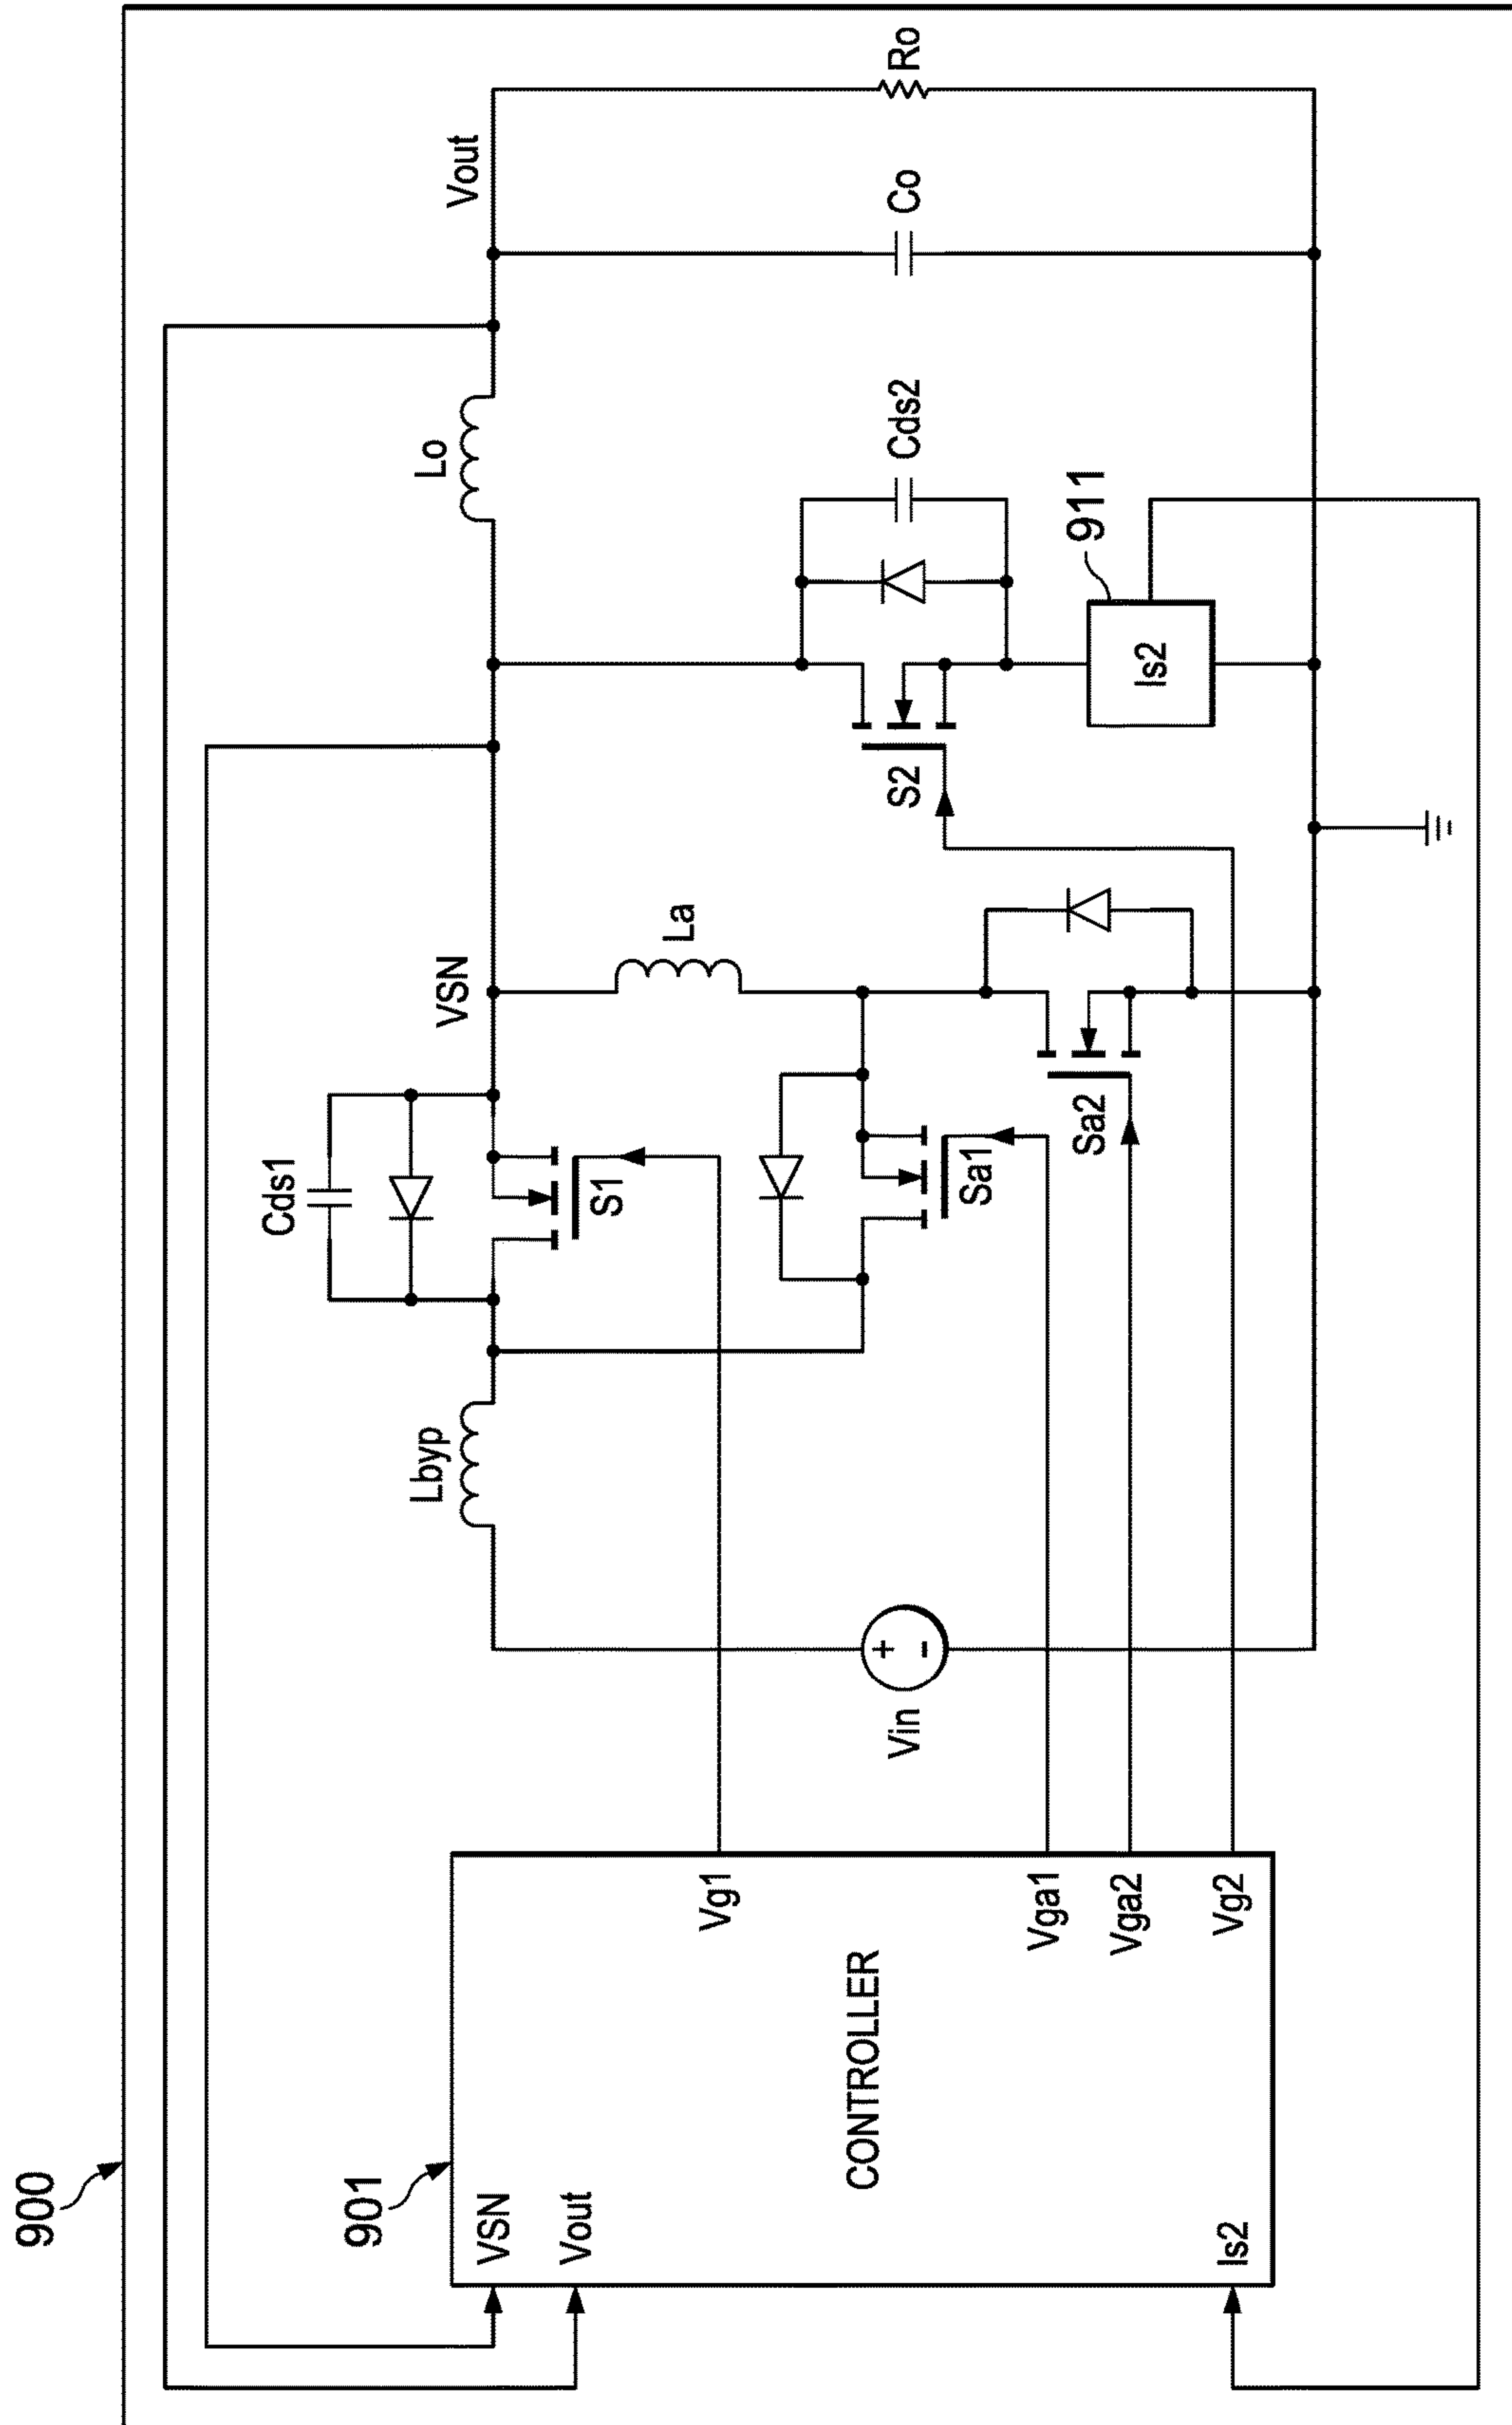 900
901
VSN
Vout
Is2
CONTROLLER
Vg1
Vga1
Vga2
Vg2
Vin
+
-
Lbyp
Cds1
S1
Sa1
Sa2
VSN
La
S2
Is2
911
Cds2
Lo
Vout
Co
Ro